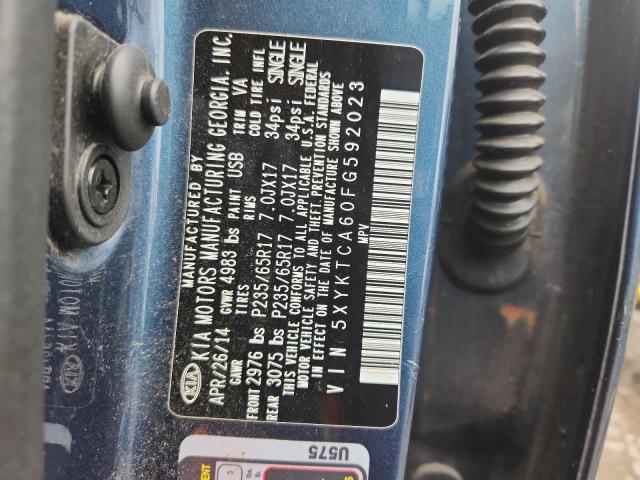 MANUFACTURED BY
KIA KIA MOTORS MANUFACTURING GEORGIA, INC.
APR/26/14 GVWR 4983 lbs PAINT USB TRIM VA
GAWR TIRES RIMS COLD TIRE INFL
FRONT 2976 lbs P235/65R17 7.0JX17 34psi SINGLE
REAR 3075 lbs P235/65R17 7.0JX17 34psi SINGLE
THIS VEHICLE CONFORMS TO ALL APPLICABLE U.S.A. FEDERAL
MOTOR VEHICLE SAFETY AND THEFT PREVENTION STANDARDS
IN EFFECT ON THE DATE OF MANUFACTURE SHOWN ABOVE
VIN 5XYKTCA60FG592023
MPV
U575